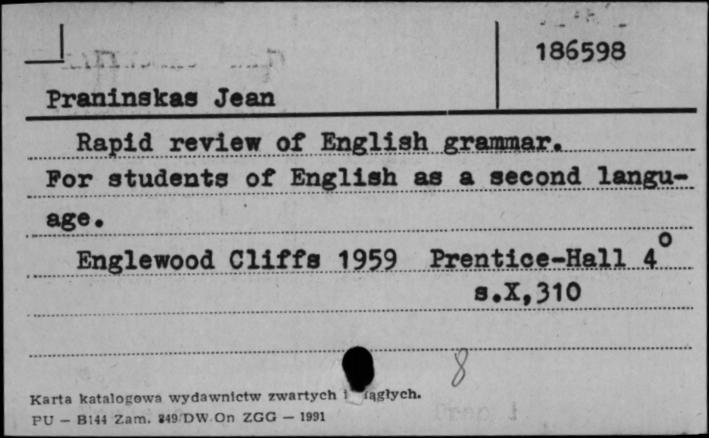 186598
Praninskas Jean
Rapid review of English grammar.
For students of English as a second langu-
age.
Englewood Cliffs 1959 Prentice-Hall 4°
s.X,310
8
Karta katalogowa wydawnictw zwartych i iągłych.
PU — B144 Zam. 849/DW On ZGG — 1991